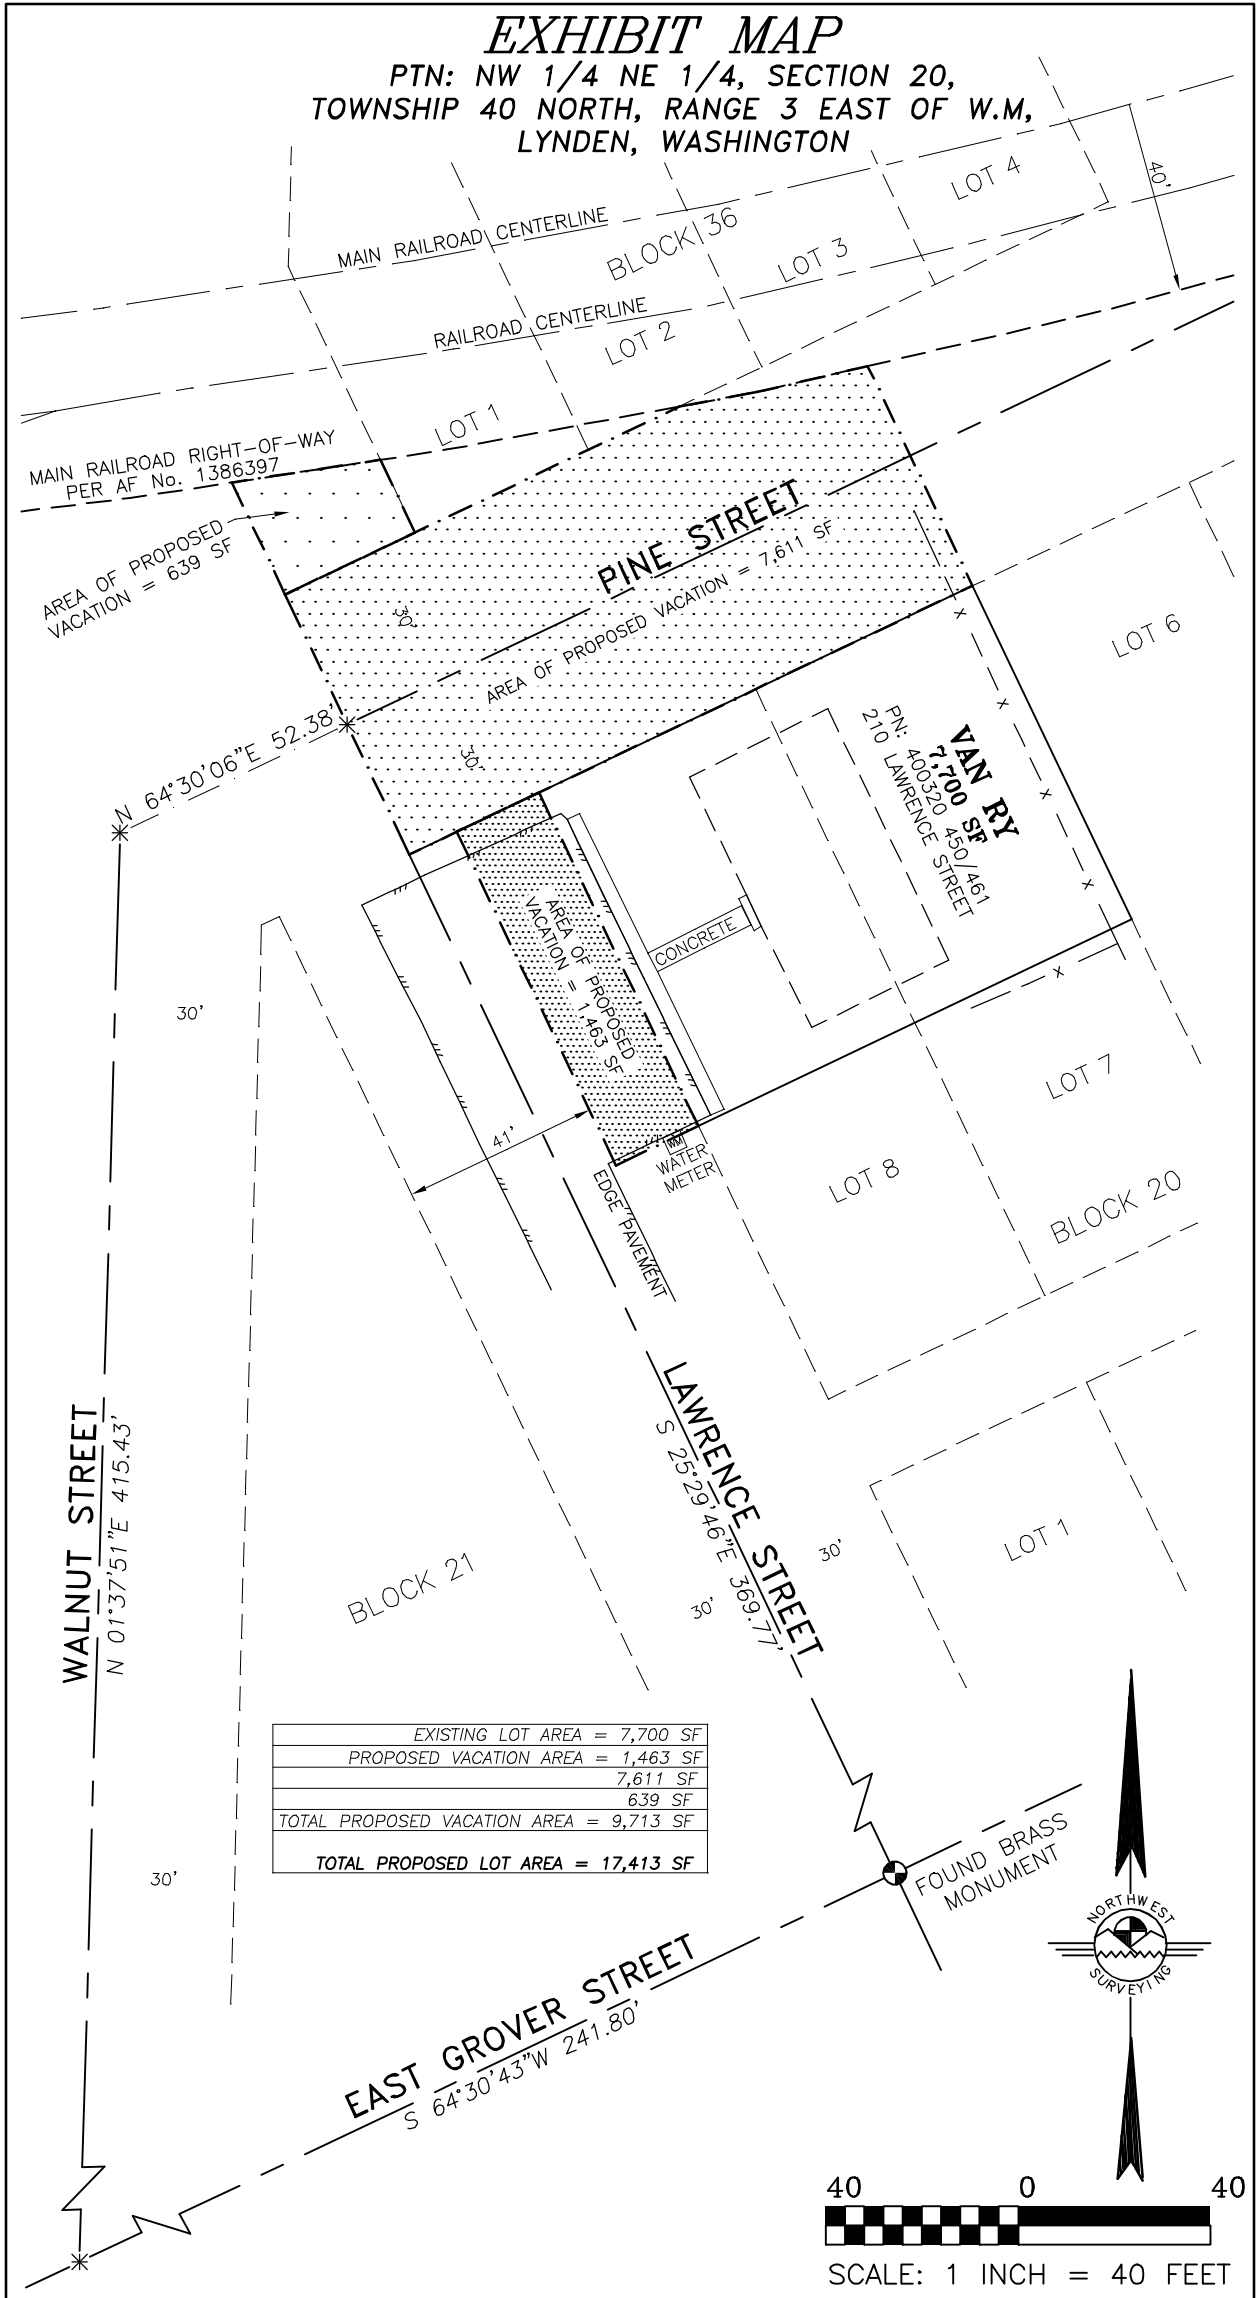 EXHIBIT MAP
PTN: NW 1/4 NE 1/4, SECTION 20,
TOWNSHIP 40 NORTH, RANGE 3 EAST OF W.M,
LYNDEN, WASHINGTON
LOT 4
40'
MAIN RAILROAD CENTERLINE
BLOCK 36
LOT 3
RAILROAD CENTERLINE
LOT 2
LOT 1
MAIN RAILROAD RIGHT-OF-WAY
PER AF No. 1386397
AREA OF PROPOSED
VACATION = 639 SF
PINE STREET
AREA OF PROPOSED VACATION = 7,611 SF
30'
30'
LOT 6
N 64°30'06"E 52.38'
VAN RY
7,700 SF
PN: 400320 450/461
210 LAWRENCE STREET
x
x
x
x
x
AREA OF PROPOSED
VACATION = 1,463 SF
CONCRETE
30'
LOT 7
41'
WM
WATER
METER
EDGE PAVEMENT
LOT 8
BLOCK 20
WALNUT STREET
N 01°37'51"E 415.43'
LAWRENCE STREET
S 25°29'46"E 369.77'
30'
30'
LOT 1
BLOCK 21
EXISTING LOT AREA = 7,700 SF
PROPOSED VACATION AREA = 1,463 SF
7,611 SF
639 SF
TOTAL PROPOSED VACATION AREA = 9,713 SF
TOTAL PROPOSED LOT AREA = 17,413 SF
30'
FOUND BRASS
MONUMENT
NORTHWEST
SURVEYING
EAST GROVER STREET
S 64°30'43"W 241.80'
40 0 40
SCALE: 1 INCH = 40 FEET